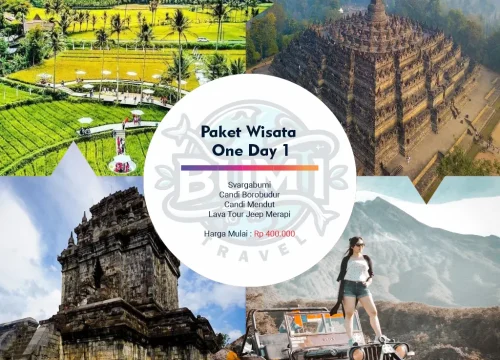 Paket Wisata
One Day 1
BUMI
TRAVEL
Svargabumi
Candi Borobudur
Candi Mendut
Lava Tour Jeep Merapi
Harga Mulai : Rp.400.000